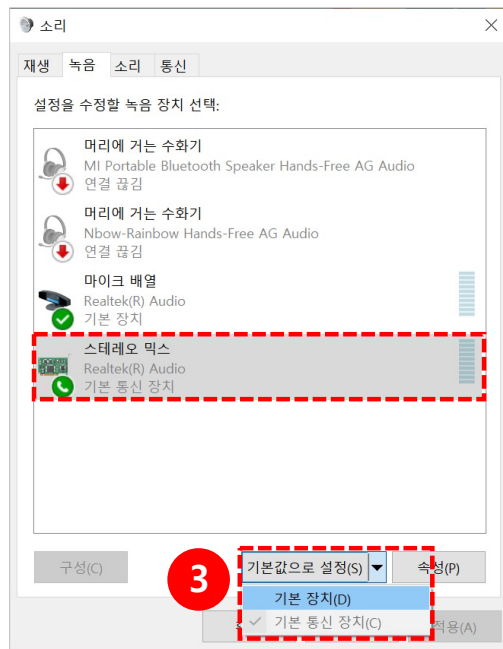 소리
재생 녹음 소리 통신
설정을 수정할 녹음 장치 선택:
머리에 거는 수화기
MI Portable Bluetooth Speaker Hands-Free AG Audio
연결 끊김
머리에 거는 수화기
Nbow-Rainbow Hands-Free AG Audio
연결 끊김
마이크 배열
Realtek(R) Audio
기본 장치
스테레오 믹스
Realtek(R) Audio
기본 통신 장치
구성(C)
3
기본값으로 설정(S)
속성(P)
기본 장치(D)
기본 통신 장치(C)
적용(A)